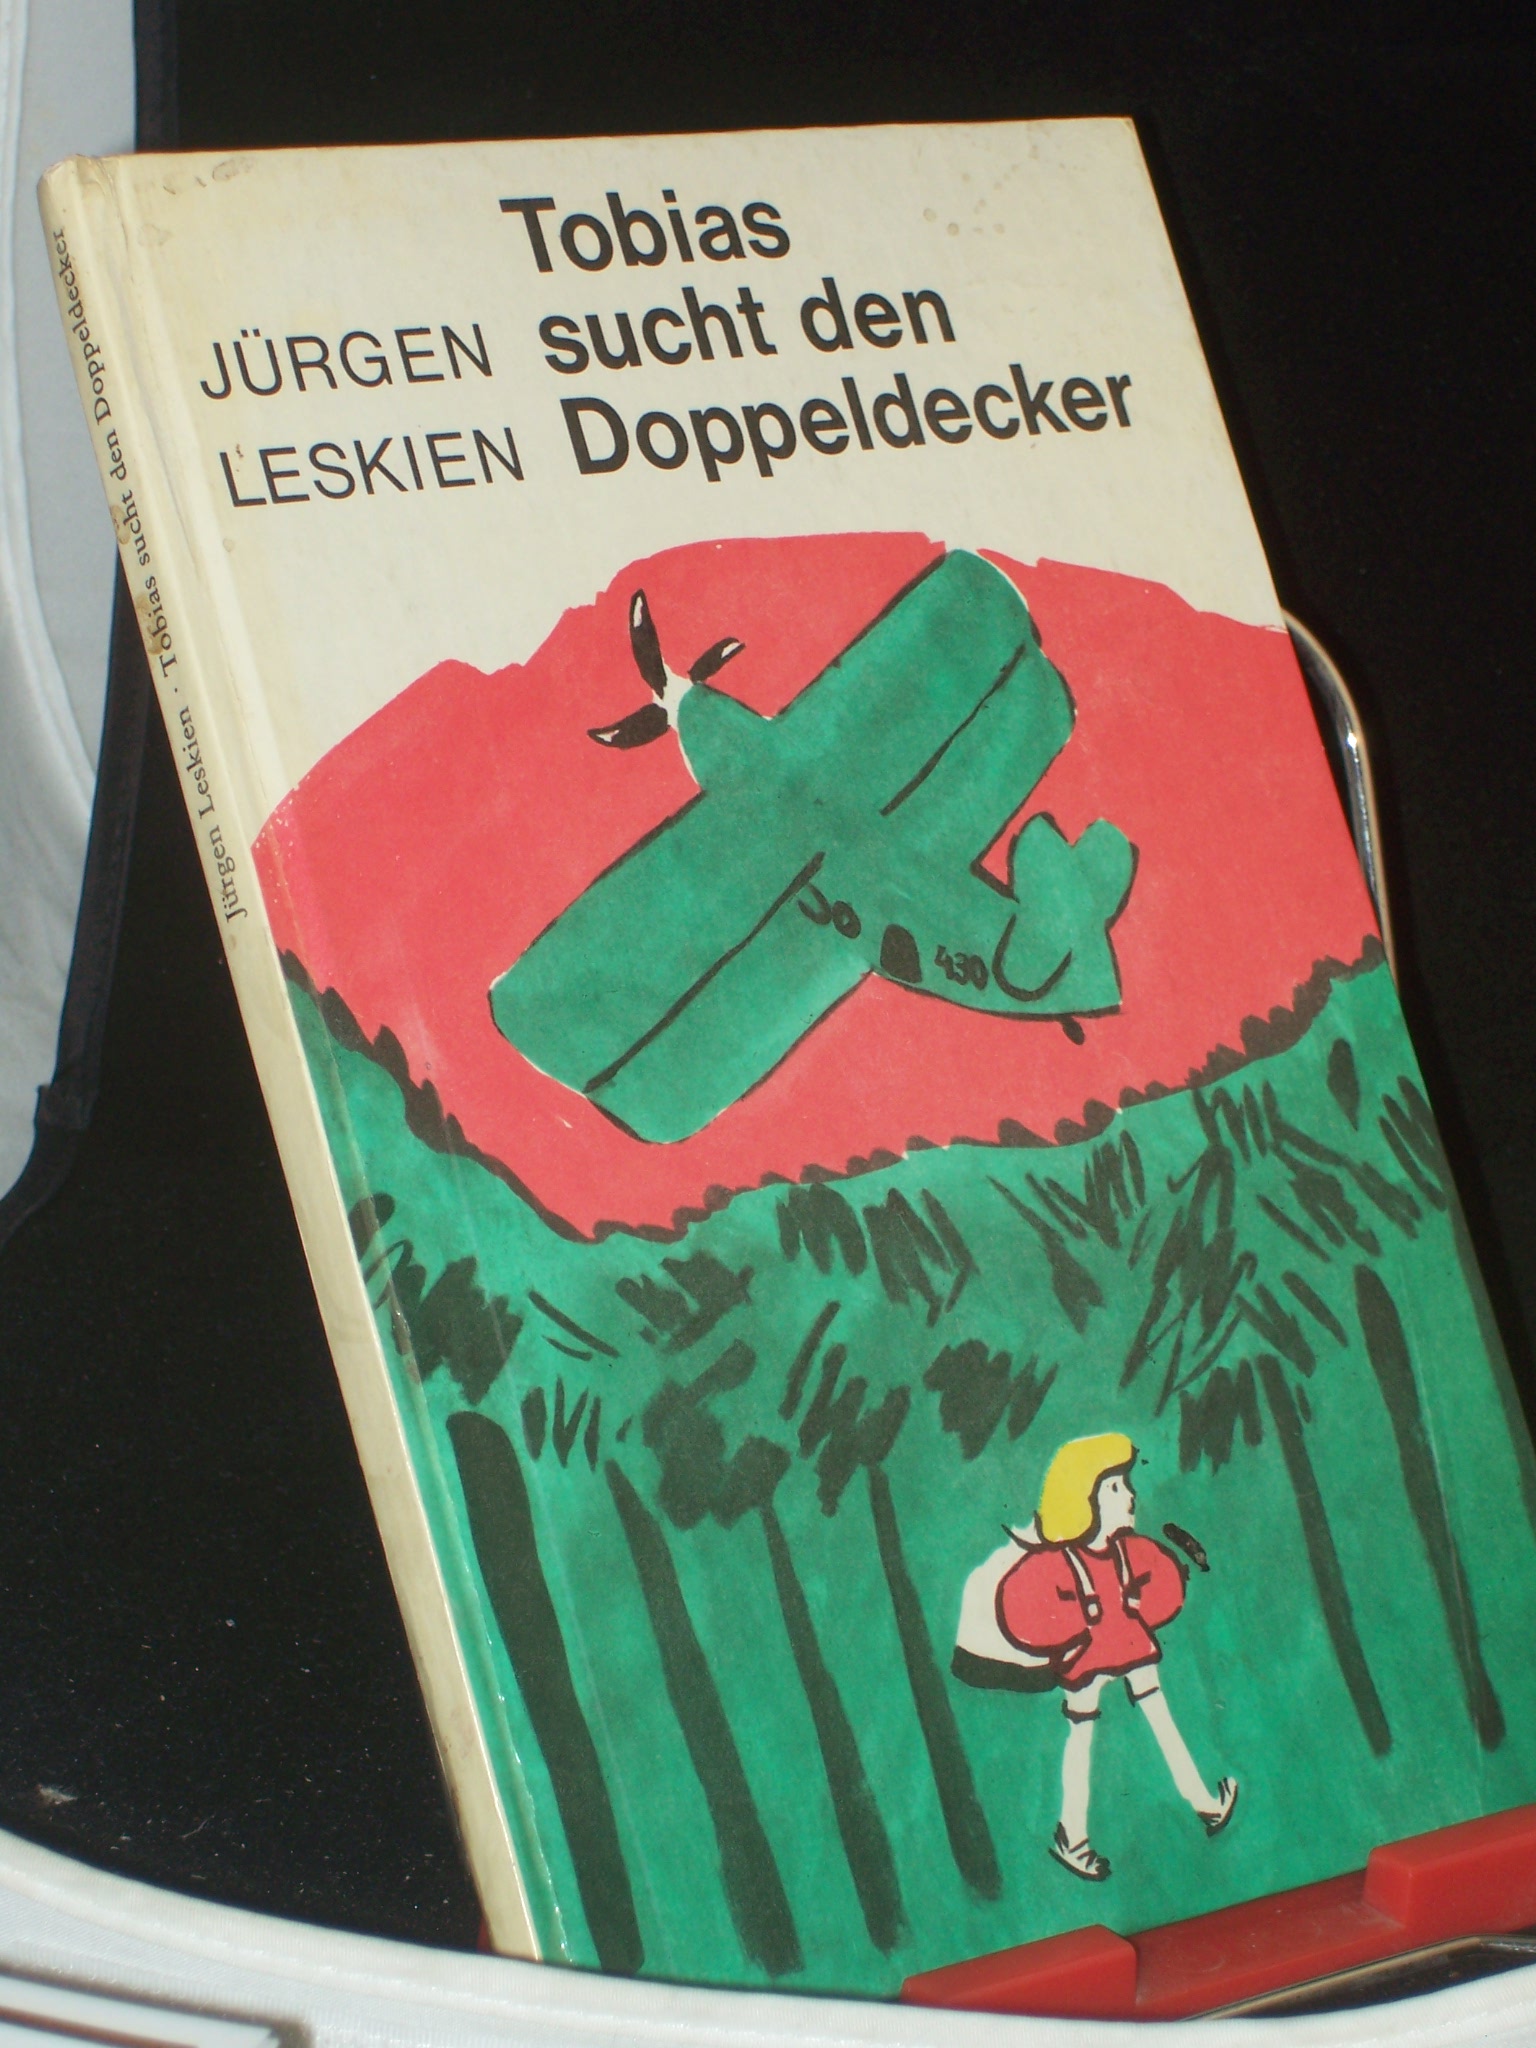 Tobias
sucht den
Doppeldecker
JÜRGEN
LESKIEN
Jo
430
Jürgen Leskien · Tobias sucht den Doppeldecker